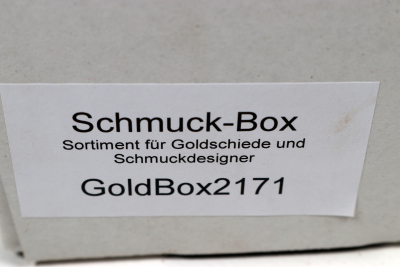 Schmuck-Box
Sortiment für Goldschiede und
Schmuckdesigner
GoldBox2171